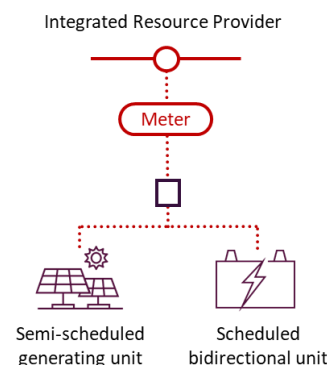 Integrated Resource Provider
Meter
Semi-scheduled
generating unit
Scheduled
bidirectional unit